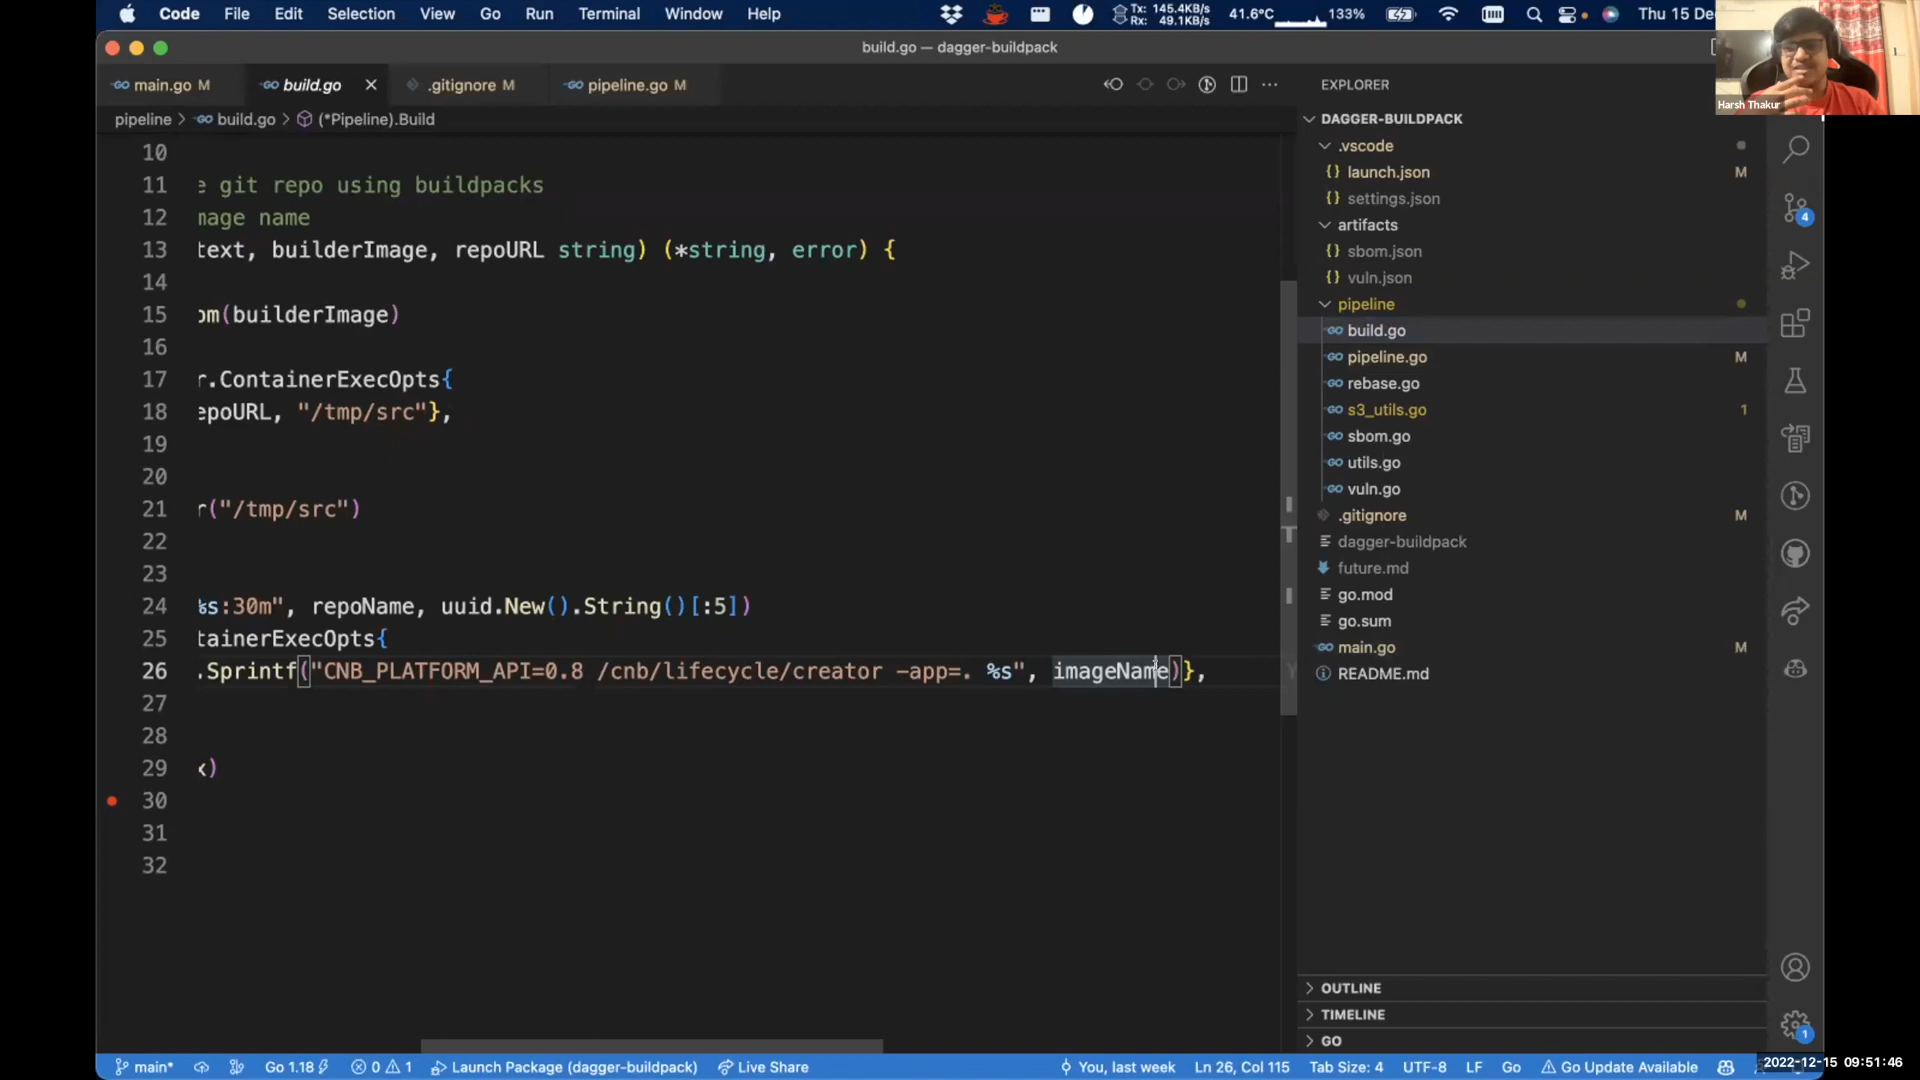 Code File Edit Selection View Go Run Terminal Window Help
Tx: 145.4KB/s
Rx: 49.1KB/s
41.6°C
133%
Thu 15 De
build.go — dagger-buildpack
main.go M
build.go
.gitignore M
pipeline.go M
pipeline > build.go > (*Pipeline).Build
10
11 e git repo using buildpacks
12 mage name
13 text, builderImage, repoURL string) (*string, error) {
14
15 om(builderImage)
16
17 r.ContainerExecOpts{
18 epoURL, "/tmp/src"},
19
20
21 r("/tmp/src")
22
23
24 %s:30m", repoName, uuid.New().String()[:5])
25 tainerExecOpts{
26 .Sprintf("CNB_PLATFORM_API=0.8 /cnb/lifecycle/creator -app=. %s", imageName)},
27
28
29 x)
30
31
32
EXPLORER
DAGGER-BUILDPACK
.vscode
launch.json M
settings.json
artifacts
sbom.json
vuln.json
pipeline
build.go
pipeline.go M
rebase.go
s3_utils.go 1
sbom.go
utils.go
vuln.go
.gitignore M
dagger-buildpack
future.md
go.mod
go.sum
main.go M
README.md
OUTLINE
TIMELINE
GO
Harsh Thakur
4
1
main* Go 1.18 0 1 Launch Package (dagger-buildpack) Live Share You, last week Ln 26, Col 115 Tab Size: 4 UTF-8 LF Go Go Update Available
2022-12-15 09:51:46